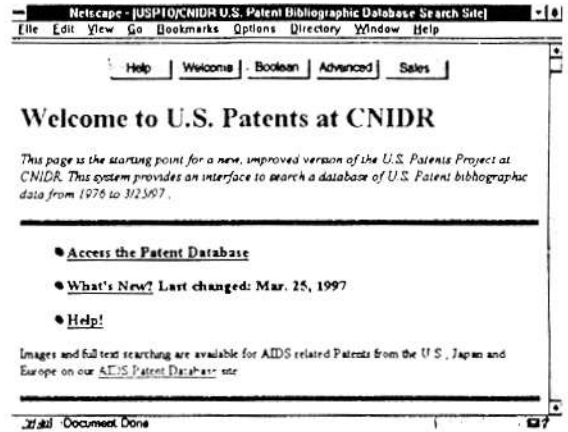 Netscape - [USPTO/CNIDR U.S. Patent Bibliographic Database Search Site]
File Edit View Go Bookmarks Options Directory Window Help
Help Welcome Boolean Advanced Sales
Welcome to U.S. Patents at CNIDR
This page is the starting point for a new, improved version of the U.S. Patents Project at
CNIDR. This system provides an interface to search a database of U.S. Patent bibliographic
data from 1976 to 3/25/97 .
Access the Patent Database
What's New? Last changed: Mar. 25, 1997
Help!
Images and full text searching are available for AIDS related Patents from the U S , Japan and
Europe on our AIDS Patent Database site
Document Done